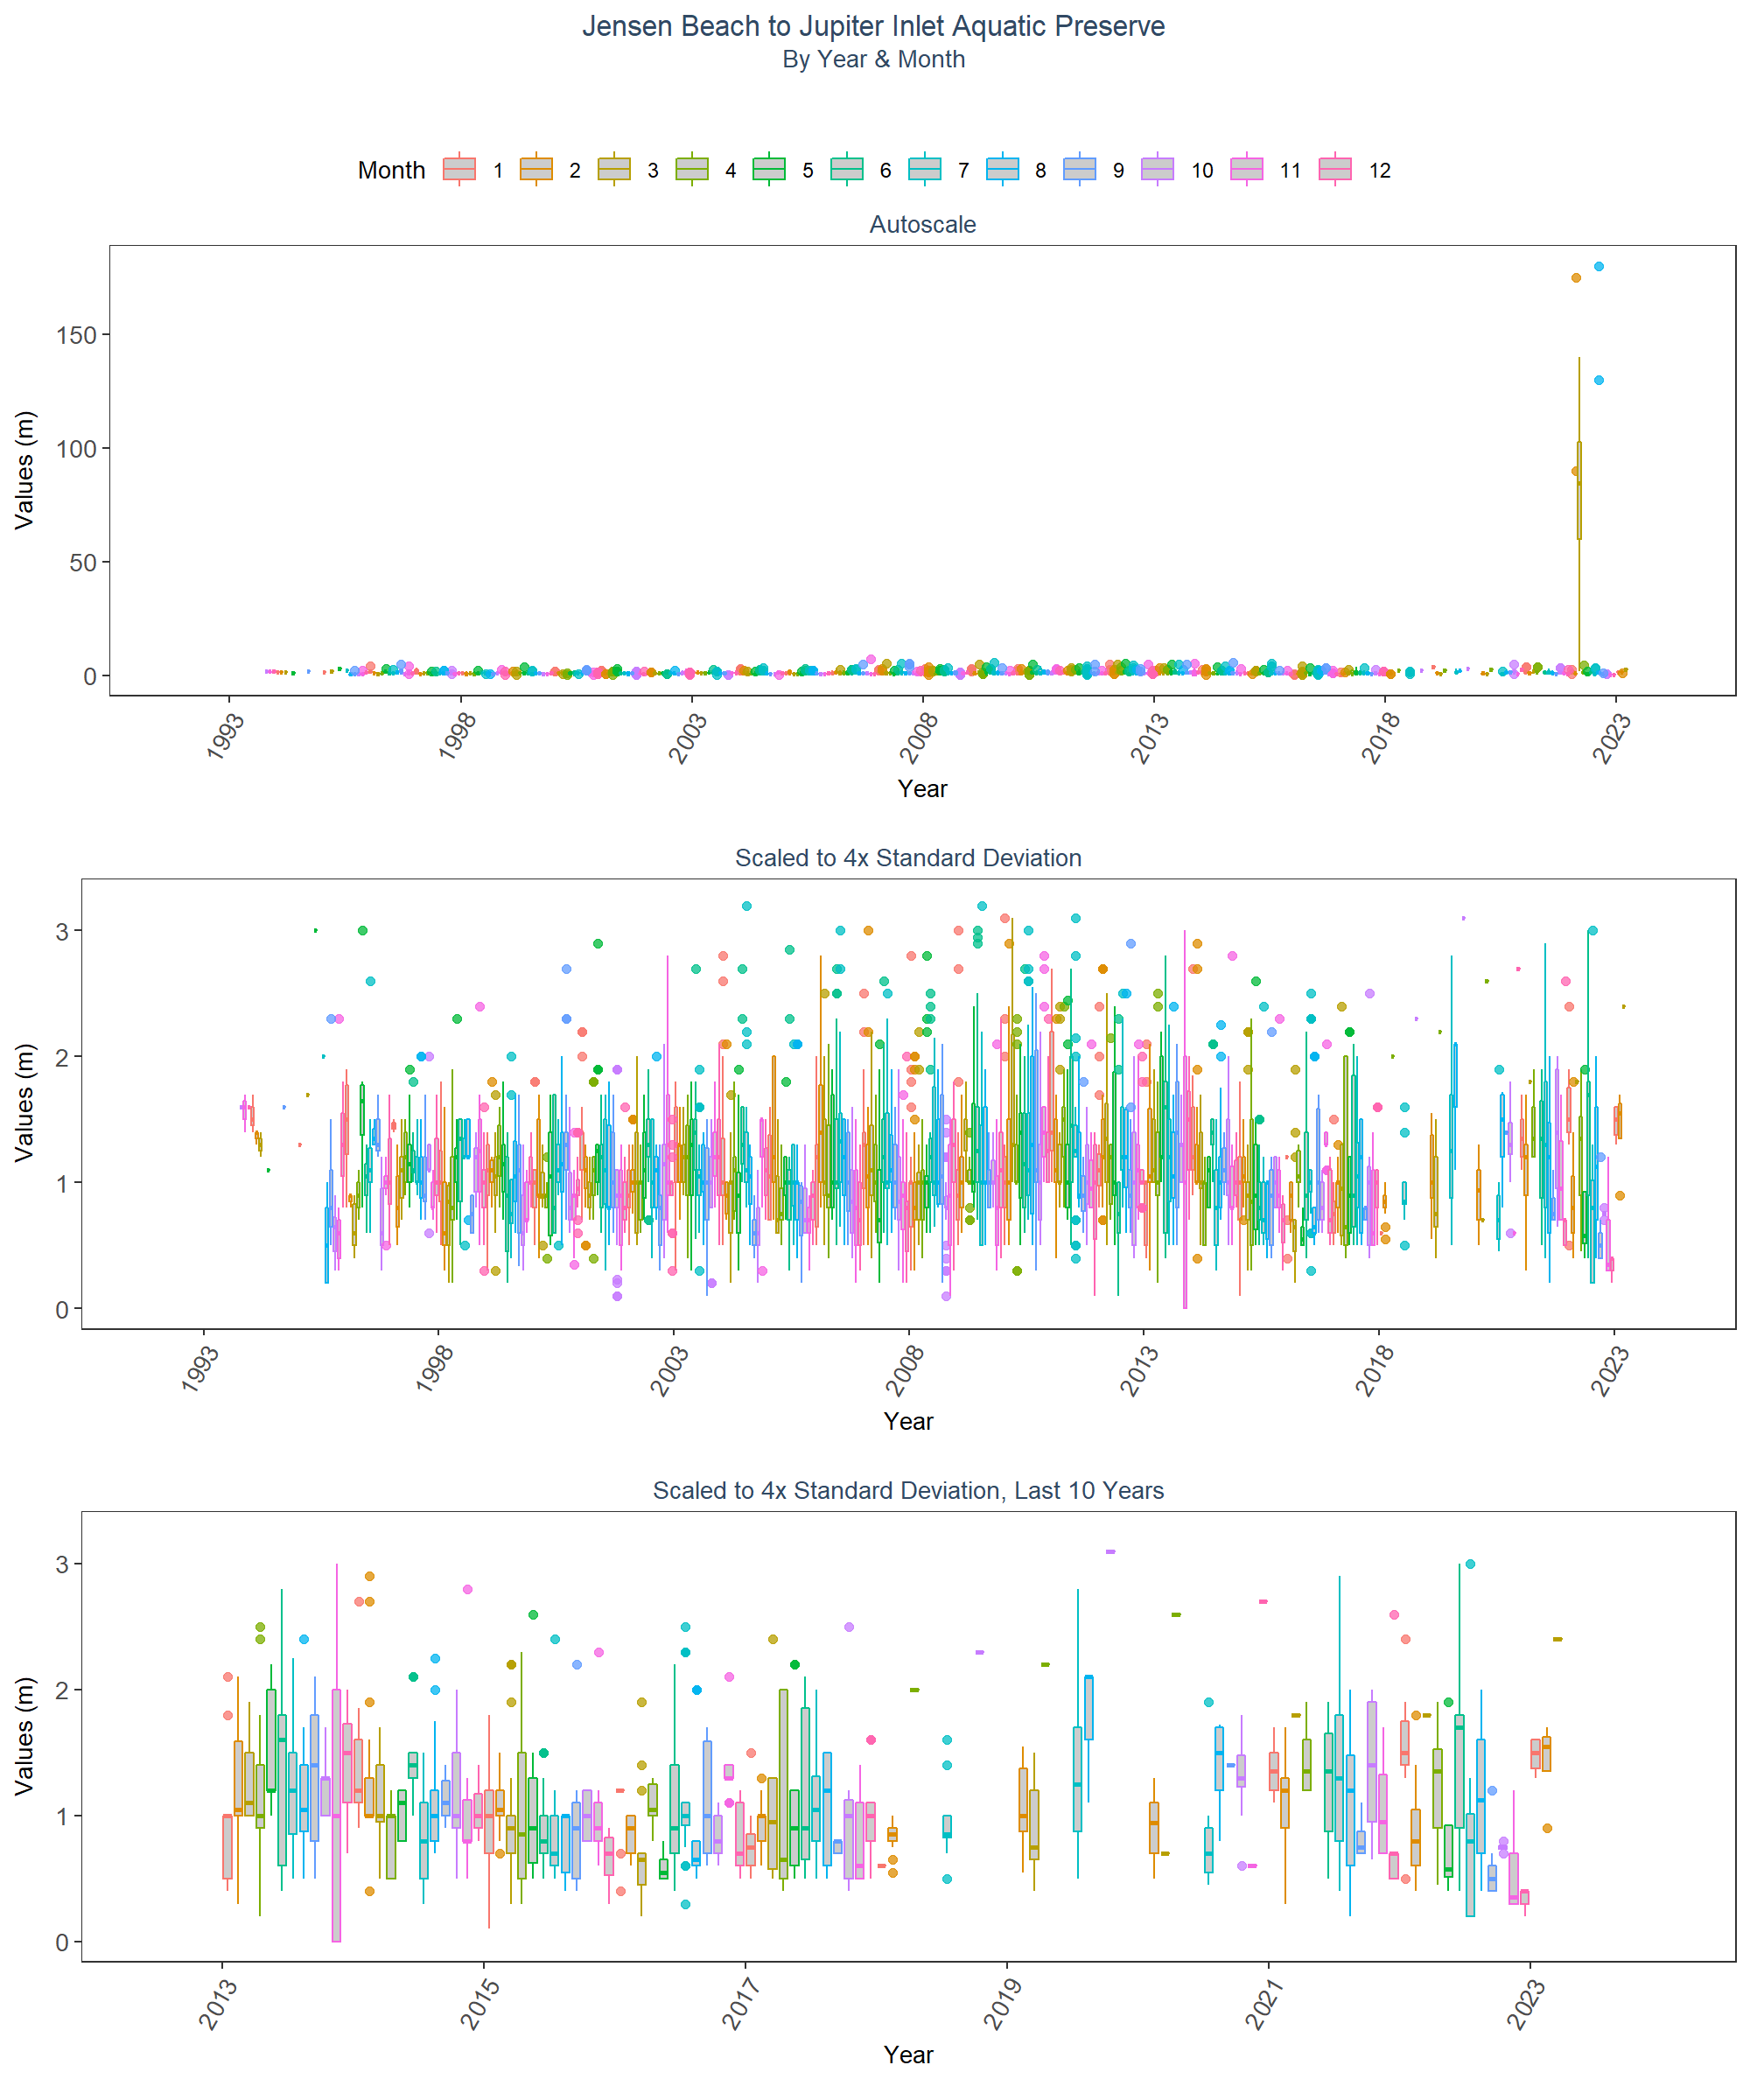 Jensen Beach to Jupiter Inlet Aquatic Preserve
By Year & Month
Month 1 2 3 4 5 6 7 8 9 10 11 12
Autoscale
Values (m)
150
100
50
0
1993 1998 2003 2008 2013 2018 2023
Year
Scaled to 4x Standard Deviation
Values (m)
3
2
1
0
1993 1998 2003 2008 2013 2018 2023
Year
Scaled to 4x Standard Deviation, Last 10 Years
Values (m)
3
2
1
0
2013 2015 2017 2019 2021 2023
Year